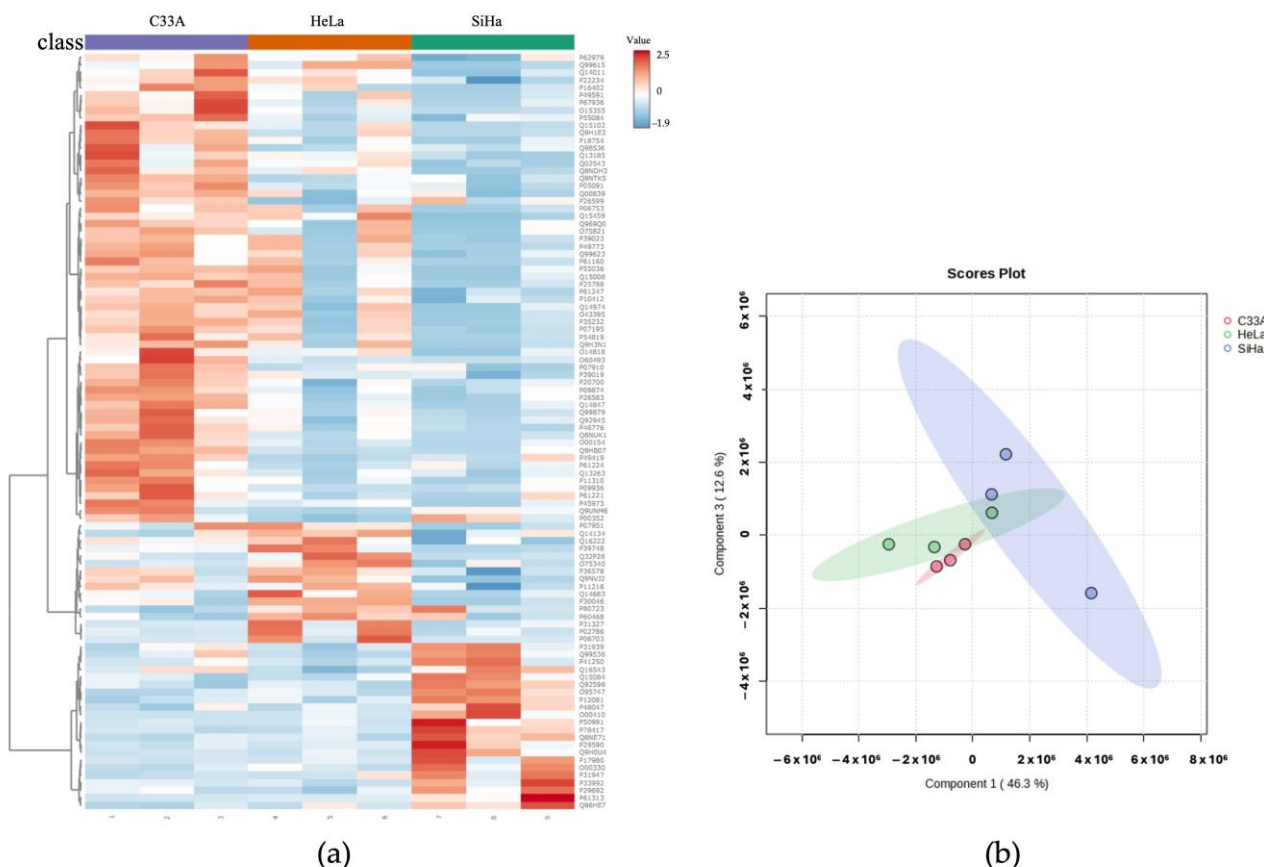 C33A HeLa SiHa
class
Value
2.5
0
−1.9
P62979
Q99615
Q14011
P22234
P16402
P49591
P67936
O15355
P55084
Q15102
Q9H1E3
P18754
Q9BSJ6
Q13185
Q02543
Q8NDH3
Q9NTK5
P05091
Q00839
P26599
P06753
Q15459
Q969Q0
O75821
P39023
P49773
Q99623
P61160
P55036
Q15008
P25786
P61247
P10412
Q14974
O43395
P35232
P07195
P54819
Q9H3N1
O14818
O60493
P07910
P39019
P20700
P09874
P26583
Q14847
Q99879
Q92945
P46776
Q6NUK1
O00154
Q9HB07
P49419
P61224
Q13263
P11310
P09936
P61221
P45973
Q9UNM6
P00352
P07951
Q14134
Q16222
P39748
Q32P28
O75340
P36578
Q9NVJ2
P11216
Q14683
P30046
P80723
P60468
P31327
P02786
P06703
P31939
Q99536
P41250
Q16543
Q15084
Q92598
O95747
P12081
P48047
O00410
P50991
P78417
Q8NE71
P29590
Q9H0U4
P17980
O00330
P31947
P33992
P29692
P61313
Q96HE7
1 2 3 4 5 6 7 8 9
(a)
Scores Plot
C33A
HeLa
SiHa
Component 3 ( 12.6 %)
6×10⁶
4×10⁶
2×10⁶
0
−2×10⁶
−4×10⁶
−6×10⁶ −4×10⁶ −2×10⁶ 0 2×10⁶ 4×10⁶ 6×10⁶ 8×10⁶
Component 1 ( 46.3 %)
(b)